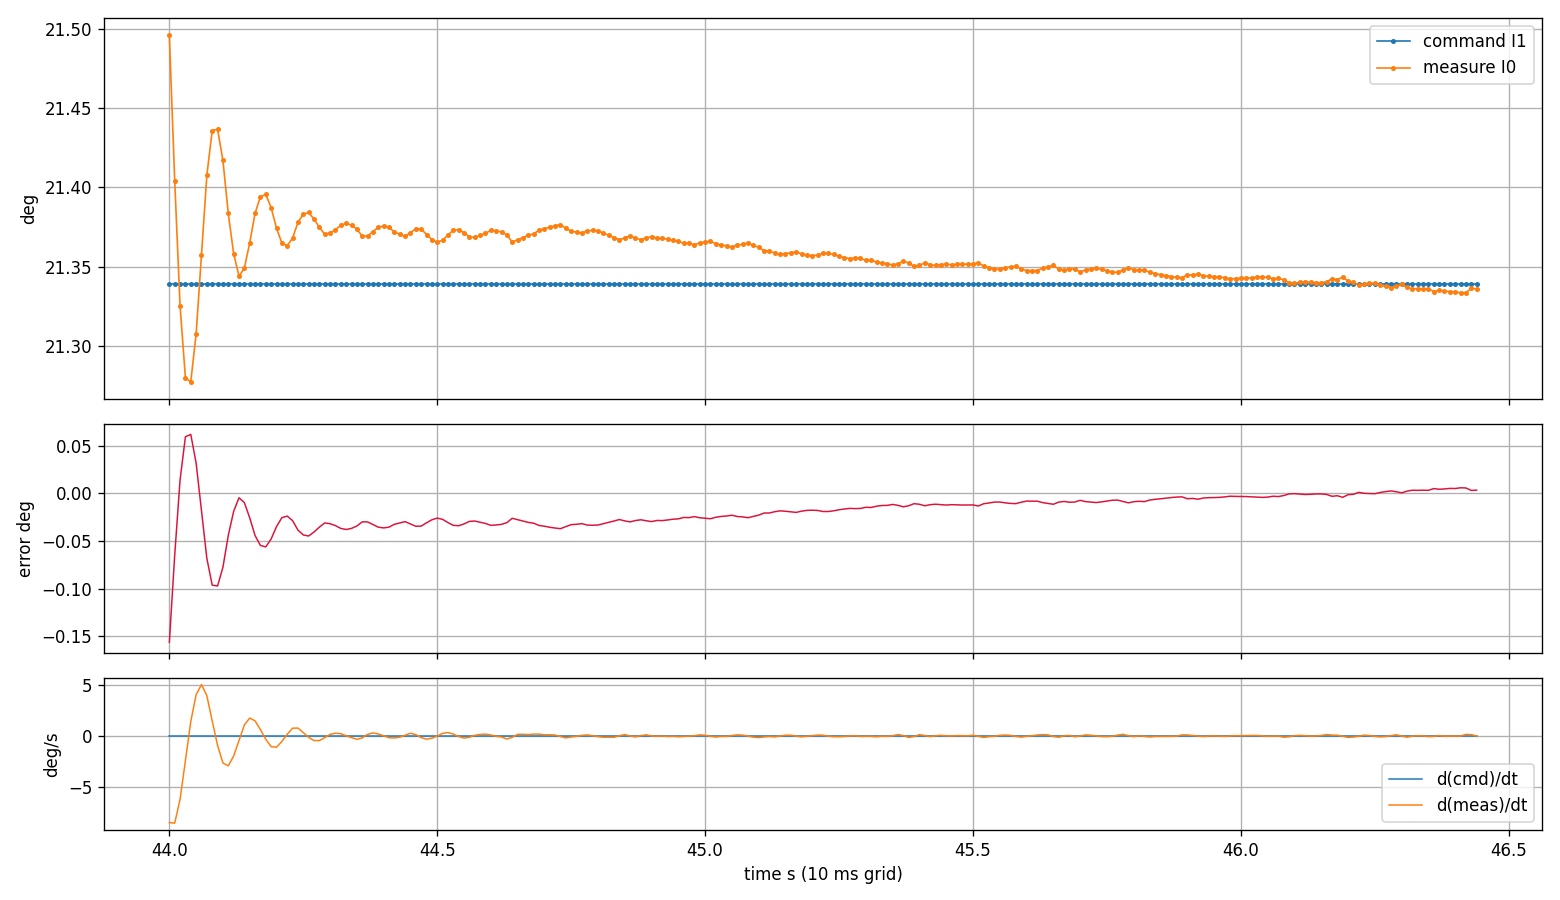 21.50
21.45
21.40
21.35
21.30
deg
command I1
measure I0
0.05
0.00
−0.05
−0.10
−0.15
error deg
5
0
−5
deg/s
d(cmd)/dt
d(meas)/dt
44.0 44.5 45.0 45.5 46.0 46.5
time s (10 ms grid)